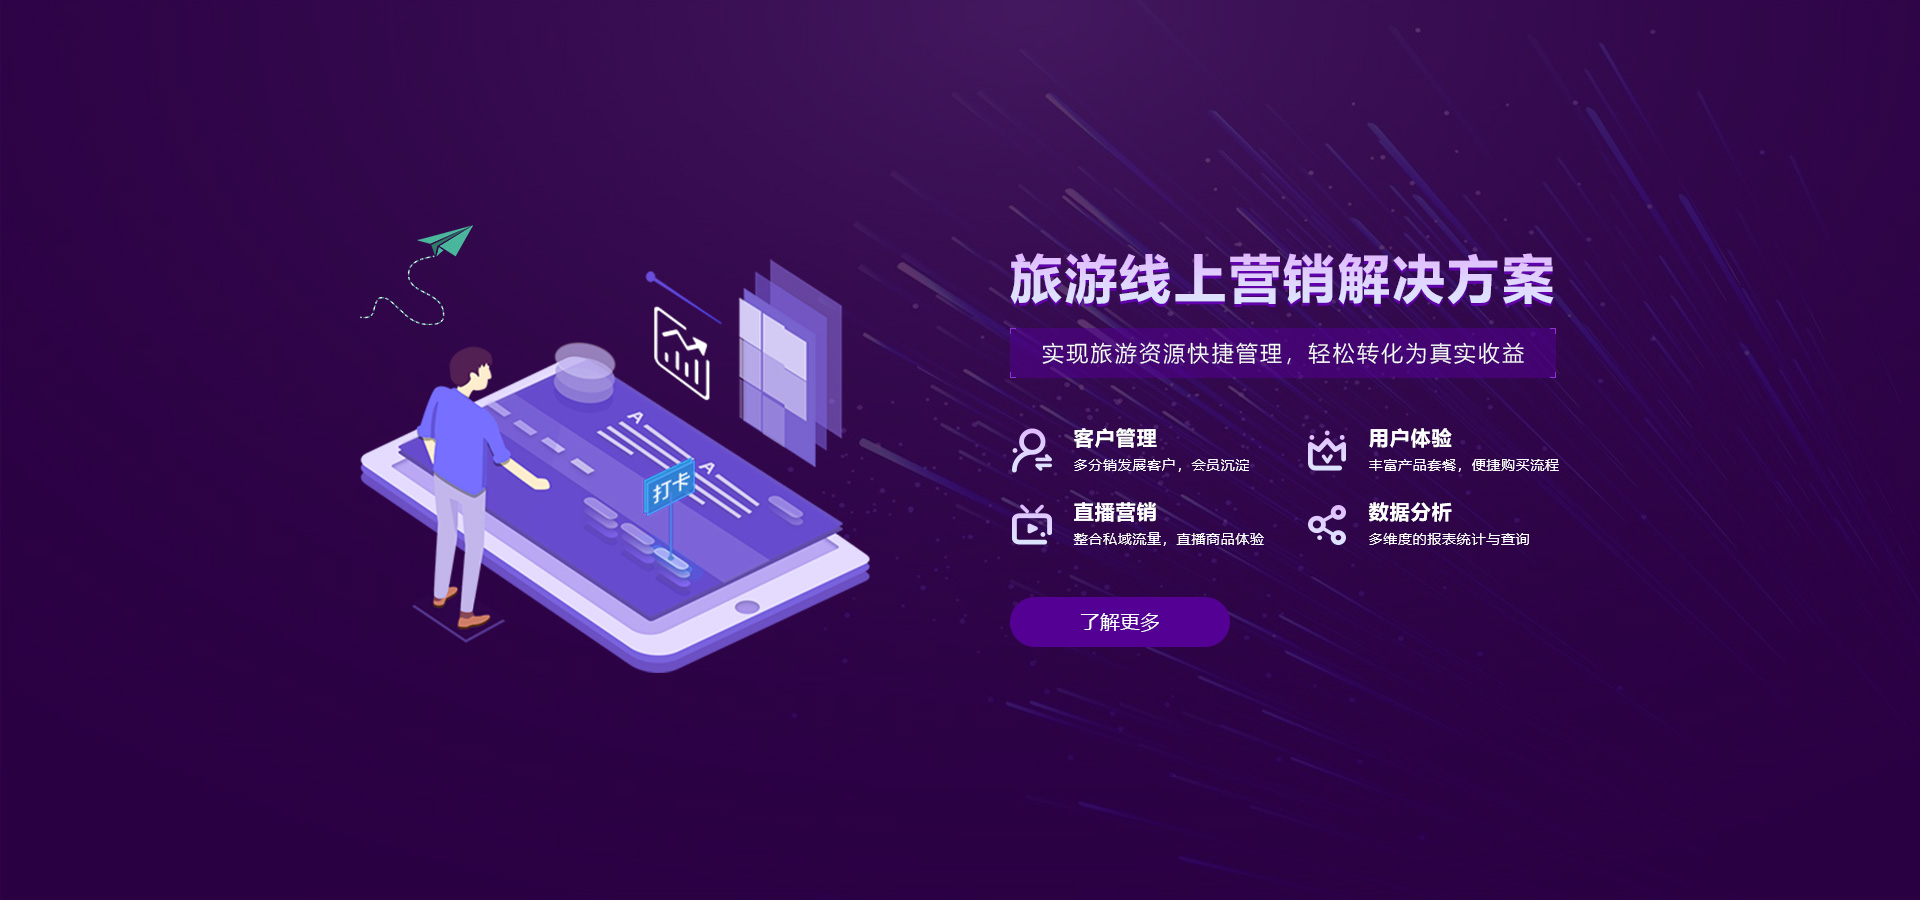 旅游线上营销解决方案
实现旅游资源快捷管理，轻松转化为真实收益
客户管理
多分销发展客户，会员沉淀
用户体验
丰富产品套餐，便捷购买流程
直播营销
整合私域流量，直播商品体验
数据分析
多维度的报表统计与查询
了解更多
A
A
打卡